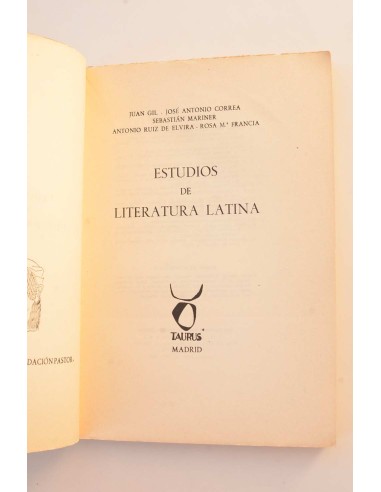 JUAN GIL · JOSÉ ANTONIO CORREA
SEBASTIÁN MARINER
ANTONIO RUIZ DE ELVIRA · ROSA M.ª FRANCIA
ESTUDIOS
DE
LITERATURA LATINA
TAURUS
MADRID
DACIÓN PASTOR.